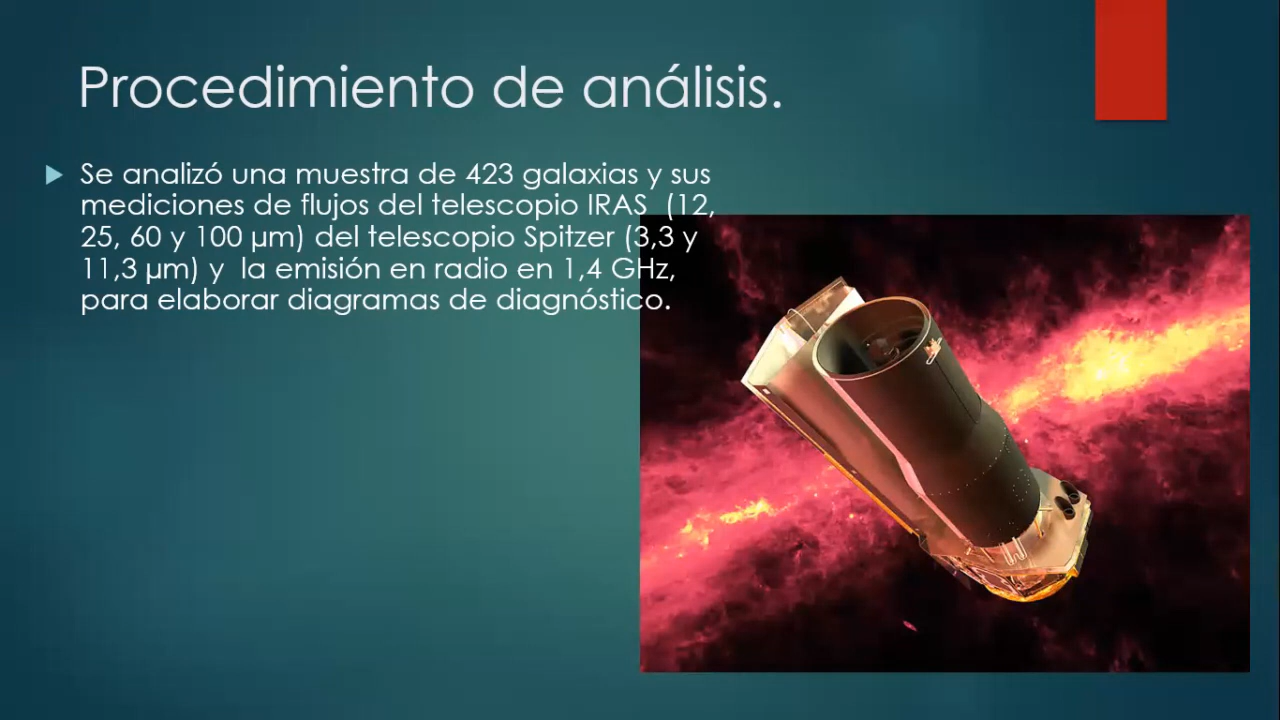 Procedimiento de análisis.
Se analizó una muestra de 423 galaxias y sus
mediciones de flujos del telescopio IRAS (12,
25, 60 y 100 µm) del telescopio Spitzer (3,3 y
11,3 µm) y la emisión en radio en 1,4 GHz,
para elaborar diagramas de diagnóstico.